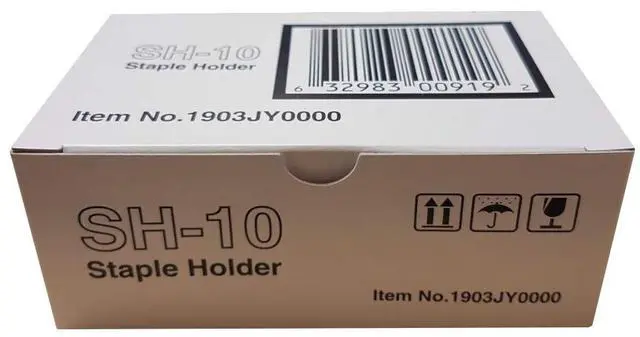 SH-10
Staple Holder
6 32983 00919 2
Item No.1903JY0000
SH-10
Staple Holder
Item No.1903JY0000